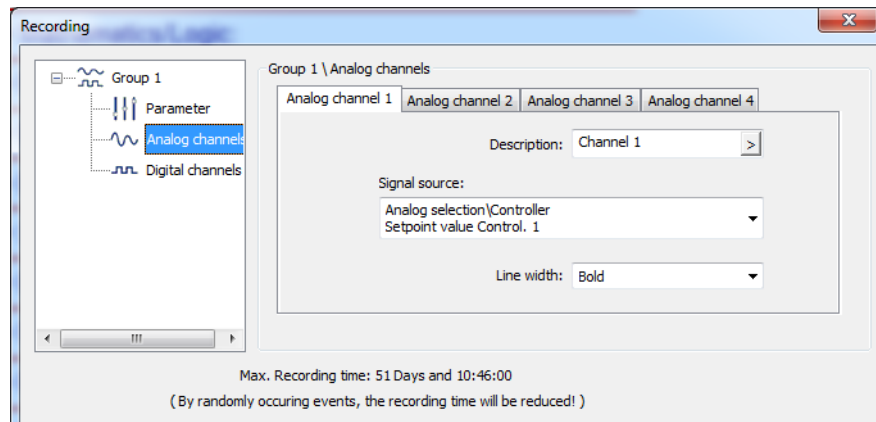 Recording
Mathematics/Logic:
Group 1
Parameter
Analog channels
Digital channels
Group 1 \ Analog channels
Analog channel 1 Analog channel 2 Analog channel 3 Analog channel 4
Description: Channel 1 >
Signal source:
Analog selection\Controller
Setpoint value Control. 1
Line width: Bold
Max. Recording time: 51 Days and 10:46:00
( By randomly occuring events, the recording time will be reduced! )